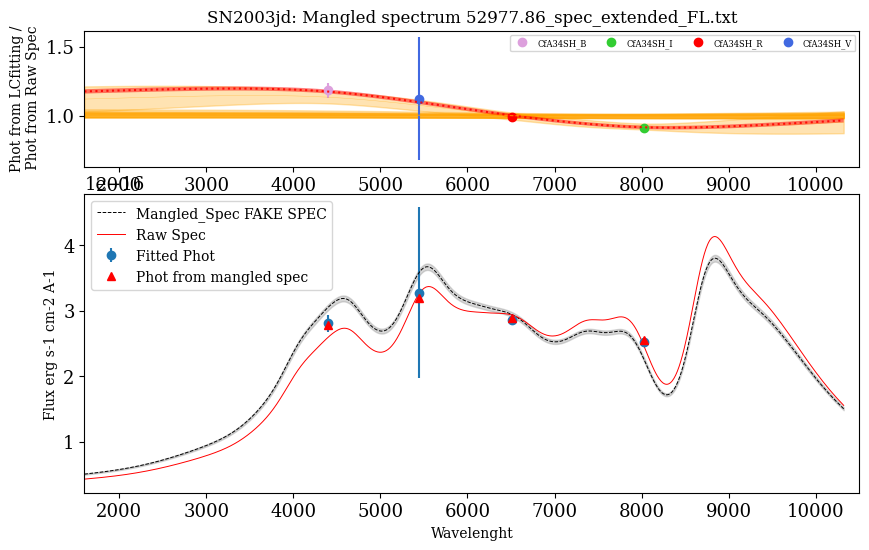 SN2003jd: Mangled spectrum 52977.86_spec_extended_FL.txt
Phot from LCfitting /
Phot from Raw Spec
1.5
1.0
CfA34SH_B CfA34SH_I CfA34SH_R CfA34SH_V
2000 3000 4000 5000 6000 7000 8000 9000 10000
1e−16
Mangled_Spec FAKE SPEC
Raw Spec
Fitted Phot
Phot from mangled spec
Flux erg s-1 cm-2 A-1
4
3
2
1
2000 3000 4000 5000 6000 7000 8000 9000 10000
Wavelenght